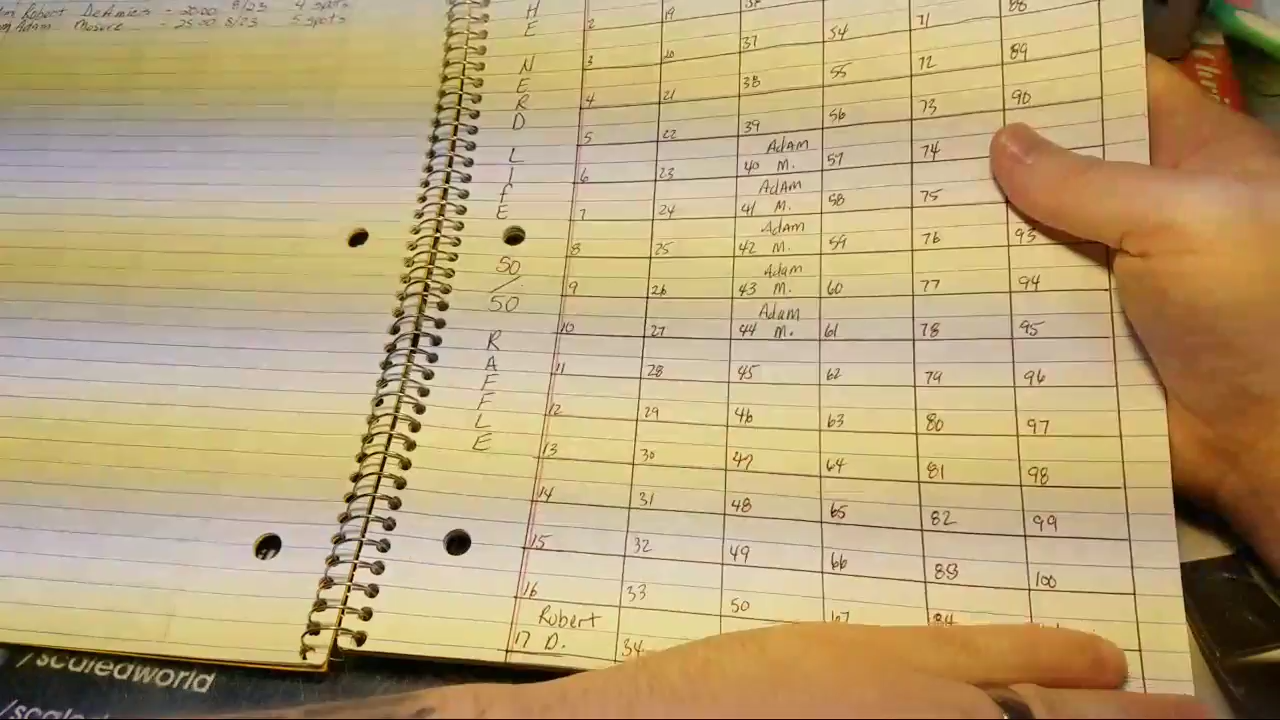 Robert DeAmicis - 20.00 8/23 4 spots
Adam - 25.00 8/23 5 spots
H
E
N
E
R
D
L
I
F
E
50
/
50
R
A
F
F
L
E
19 71 88
2 37 54 72 89
3 20 38 55 73 90
4 21 39 56 74
5 22 Adam 40 M. 57 75
6 23 Adam 41 M. 58 76 93
7 24 Adam 42 M. 59 77 94
8 25 Adam 43 M. 60 78 95
9 26 Adam 44 M. 61 79 96
10 27 45 62 80 97
11 28 46 63 81 98
12 29 47 64 82 99
13 30 48 65 83 100
14 31 49 66 84
15 32 50 67
16 33
Robert
17 D. 34
/scaledworld
/scaled